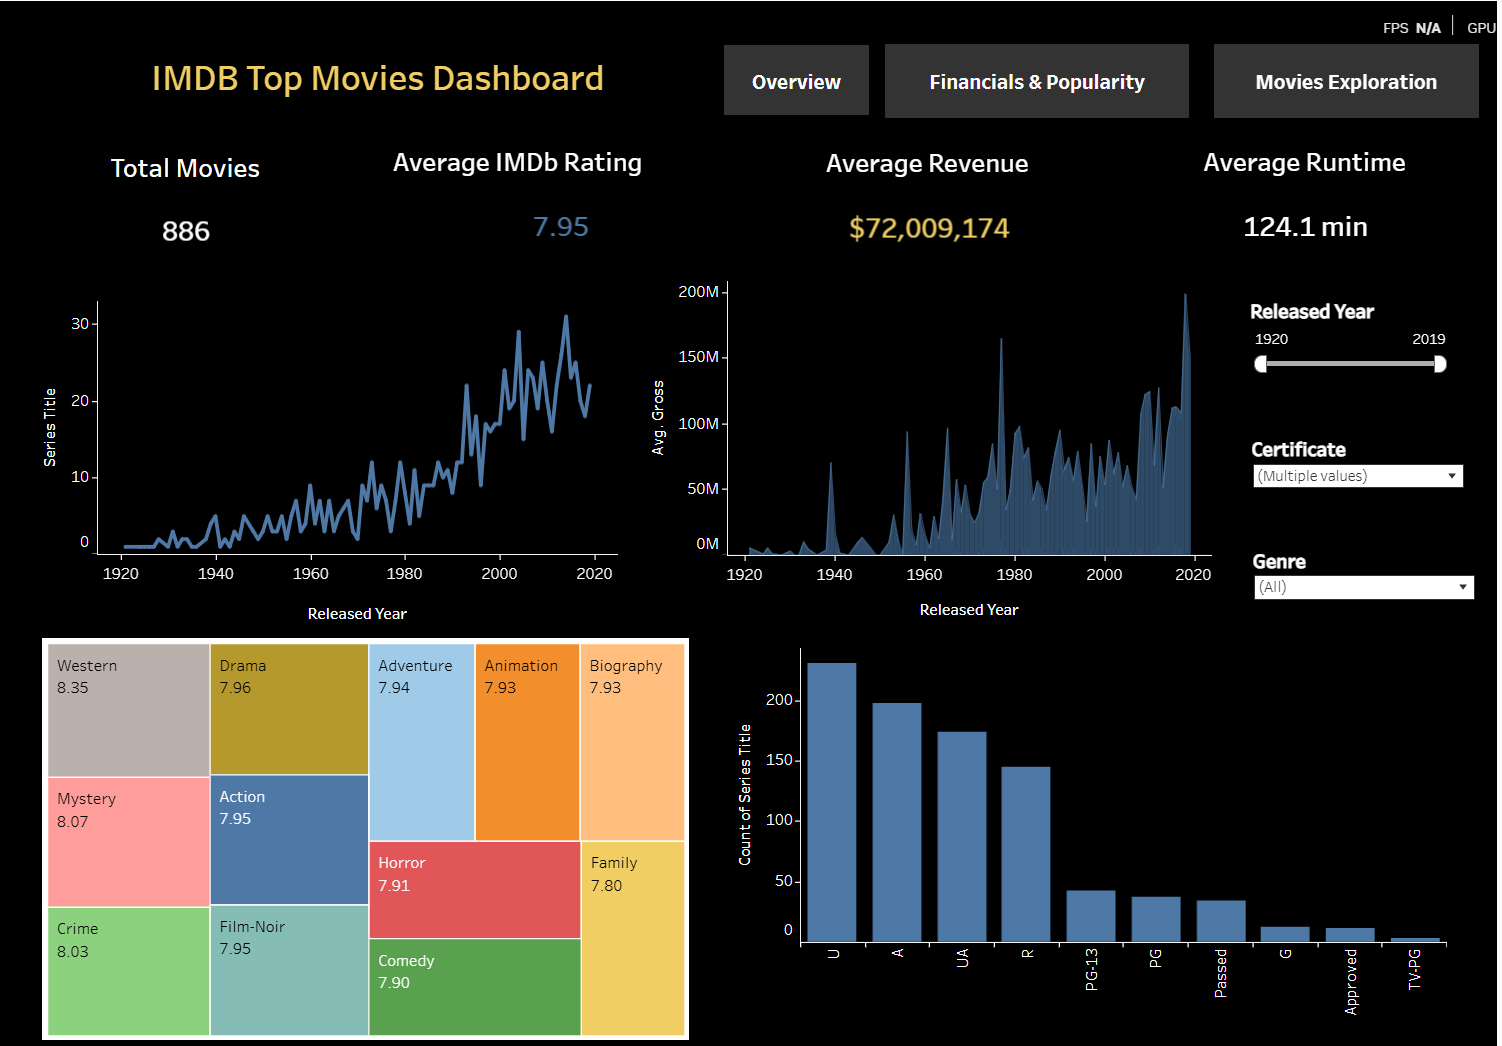 FPS N/A GPU
IMDB Top Movies Dashboard
Overview
Financials & Popularity
Movies Exploration
Total Movies
Average IMDb Rating
Average Revenue
Average Runtime
886
7.95
$72,009,174
124.1 min
30
20
10
0
Series Title
1920 1940 1960 1980 2000 2020
Released Year
200M
150M
100M
50M
0M
Avg. Gross
1920 1940 1960 1980 2000 2020
Released Year
Released Year
1920 2019
Certificate
(Multiple values)
Genre
(All)
Western
8.35
Mystery
8.07
Crime
8.03
Drama
7.96
Action
7.95
Film-Noir
7.95
Adventure
7.94
Animation
7.93
Biography
7.93
Horror
7.91
Comedy
7.90
Family
7.80
200
150
100
50
0
Count of Series Title
U
A
UA
R
PG-13
PG
Passed
G
Approved
TV-PG